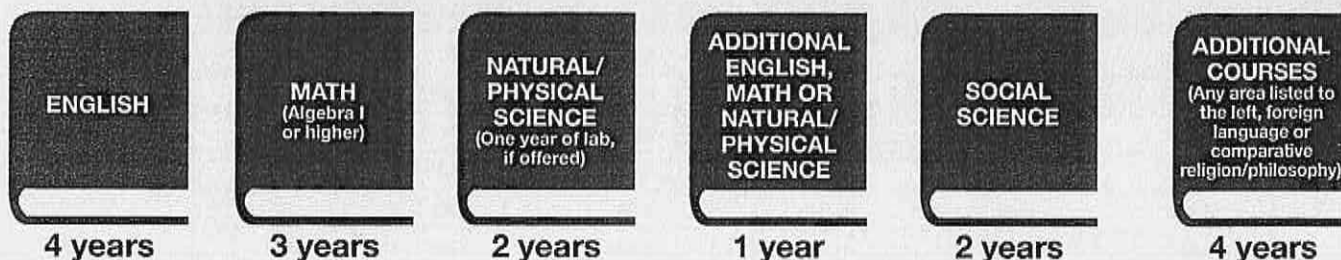 ENGLISH
4 years
MATH
(Algebra I
or higher)
3 years
NATURAL/
PHYSICAL
SCIENCE
(One year of lab,
if offered)
2 years
ADDITIONAL
ENGLISH,
MATH OR
NATURAL/
PHYSICAL
SCIENCE
1 year
SOCIAL
SCIENCE
2 years
ADDITIONAL
COURSES
(Any area listed to
the left, foreign
language or
comparative
religion/philosophy)
4 years